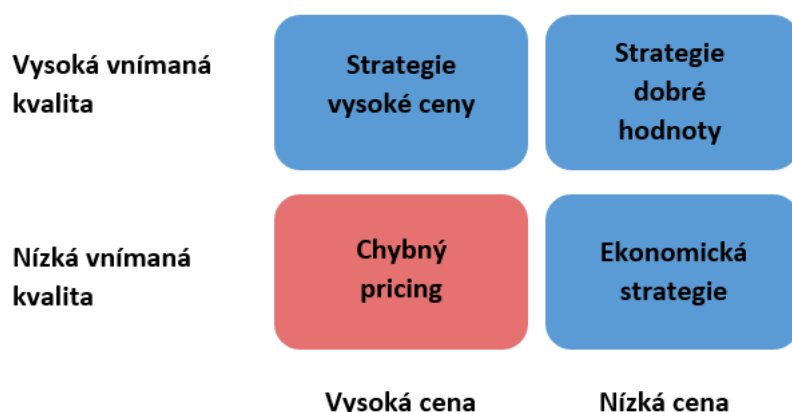 Vysoká vnímaná
kvalita
Strategie
vysoké ceny
Strategie
dobré
hodnoty
Nízká vnímaná
kvalita
Chybný
pricing
Ekonomická
strategie
Vysoká cena
Nízká cena